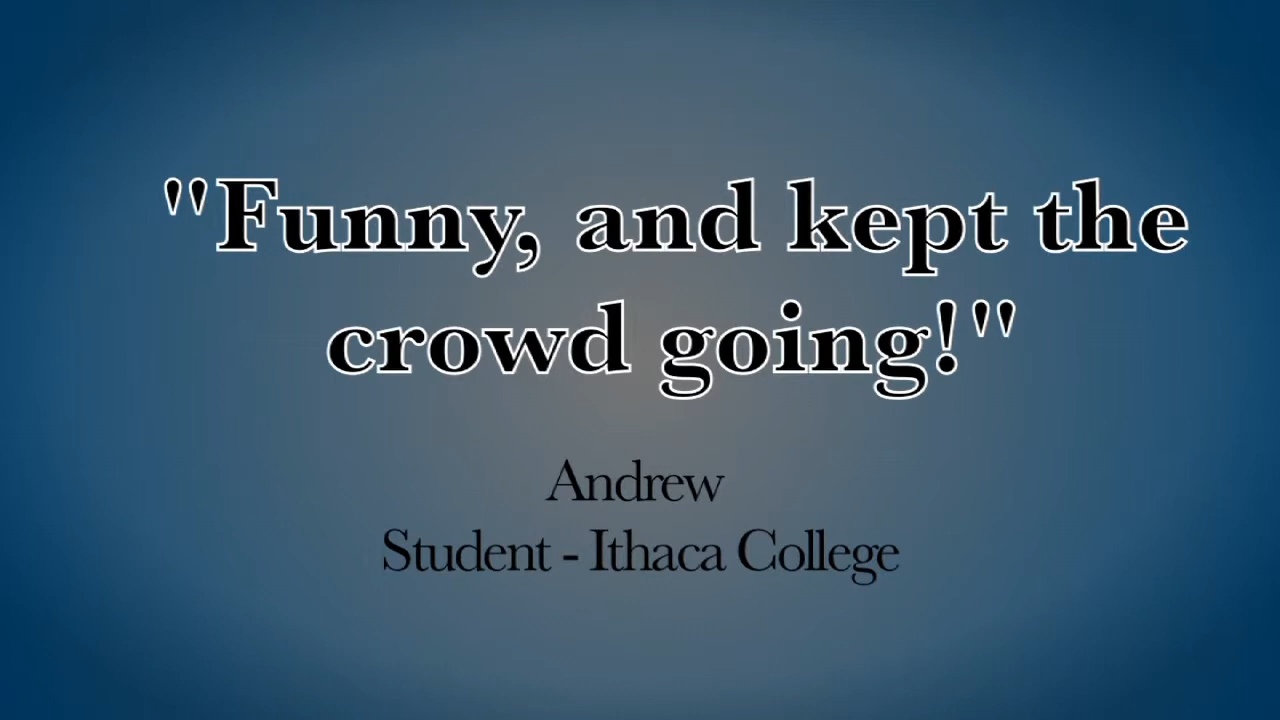 "Funny, and kept the
crowd going!"
Andrew
Student - Ithaca College